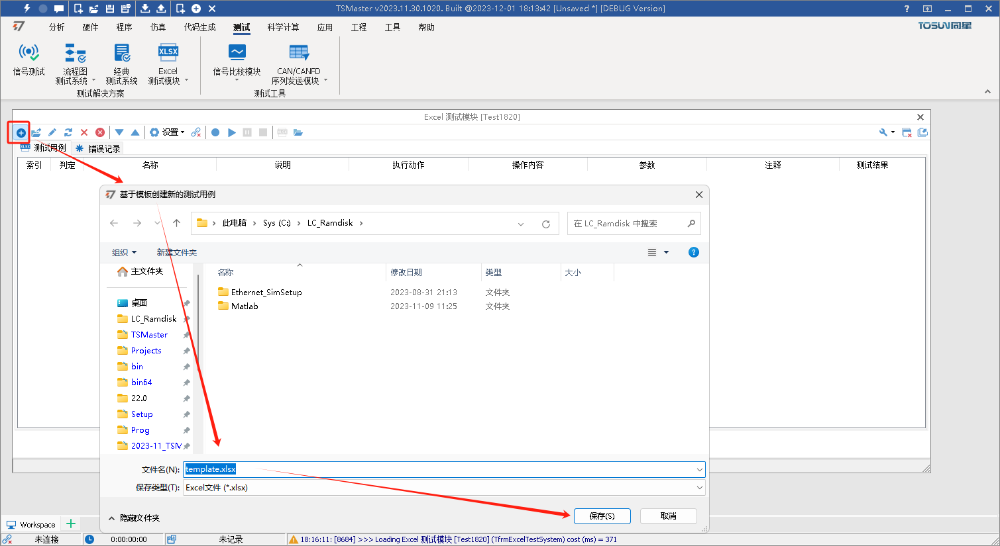 TSMaster v2023.11.30.1020. Built @2023-12-01 18:13:42 [Unsaved *] [DEBUG Version]
分析 硬件 程序 仿真 代码生成 测试 科学计算 应用 工程 工具 帮助
TOSUN同星
XLSX
信号测试 流程图 测试系统 经典 测试系统 Excel 测试模块 信号比较模块 CAN/CANFD 序列发送模块
测试解决方案 测试工具
Excel 测试模块 [Test1820]
设置
测试用例 错误记录
索引 判定 名称 说明 执行动作 操作内容 参数 注释 测试结果
基于模板创建新的测试用例
此电脑 Sys (C:) LC_Ramdisk
在 LC_Ramdisk 中搜索
组织 新建文件夹
主文件夹
名称 修改日期 类型 大小
Ethernet_SimSetup 2023-08-31 21:13 文件夹
Matlab 2023-11-09 11:25 文件夹
桌面
LC_Ramdisk
TSMaster
Projects
bin
bin64
22.0
Setup
Prog
2023-11_TSM
文件名(N): template.xlsx
保存类型(T): Excel文件 (*.xlsx)
隐藏文件夹
保存(S) 取消
Workspace
未连接 0:00:00:00 未记录 18:16:11: [8684] >>> Loading Excel 测试模块 [Test1820] (TfrmExcelTestSystem) cost (ms) = 371